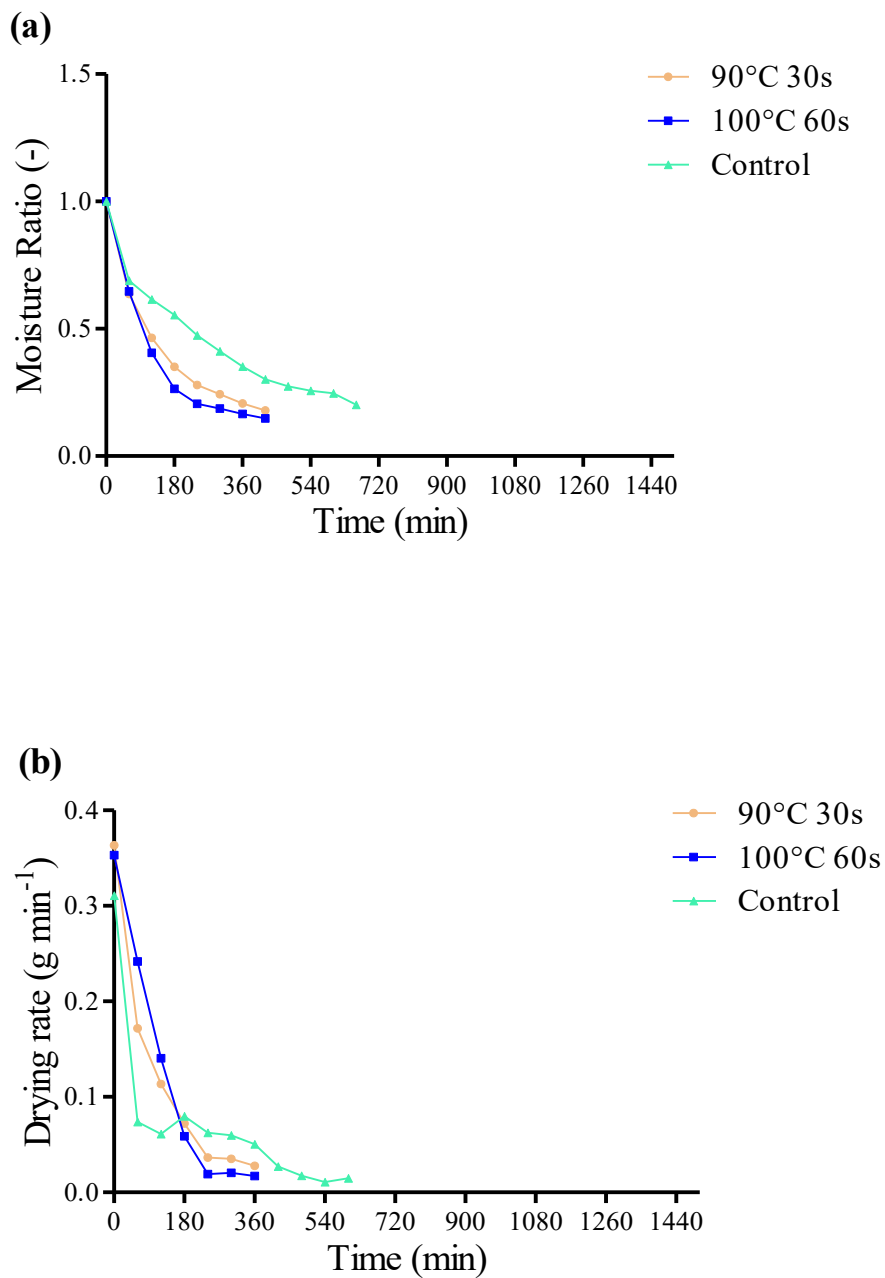 (a)
1.5
1.0
0.5
0.0
Moisture Ratio (-)
0 180 360 540 720 900 1080 1260 1440
Time (min)
90°C 30s
100°C 60s
Control
(b)
0.4
0.3
0.2
0.1
0.0
Drying rate (g min⁻¹)
0 180 360 540 720 900 1080 1260 1440
Time (min)
90°C 30s
100°C 60s
Control